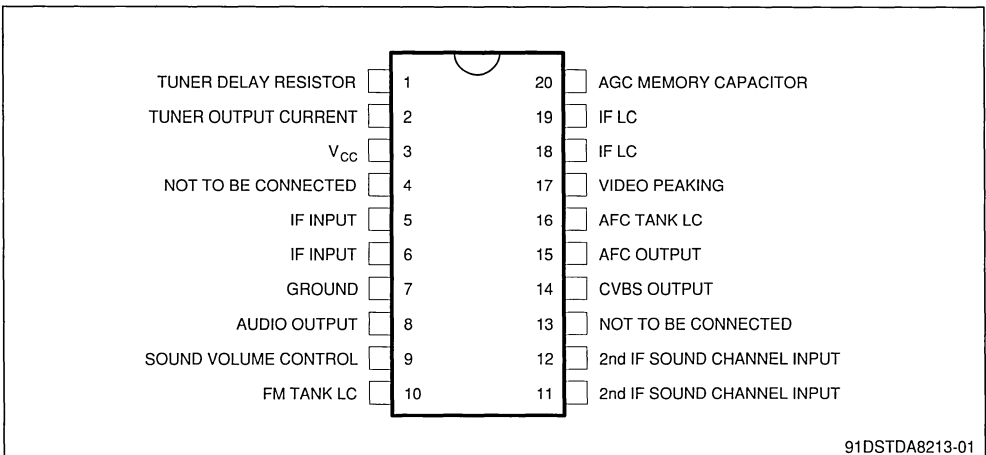 TUNER DELAY RESISTOR 1 20 AGC MEMORY CAPACITOR
TUNER OUTPUT CURRENT 2 19 IF LC
VCC 3 18 IF LC
NOT TO BE CONNECTED 4 17 VIDEO PEAKING
IF INPUT 5 16 AFC TANK LC
IF INPUT 6 15 AFC OUTPUT
GROUND 7 14 CVBS OUTPUT
AUDIO OUTPUT 8 13 NOT TO BE CONNECTED
SOUND VOLUME CONTROL 9 12 2nd IF SOUND CHANNEL INPUT
FM TANK LC 10 11 2nd IF SOUND CHANNEL INPUT
91DSTDA8213-01